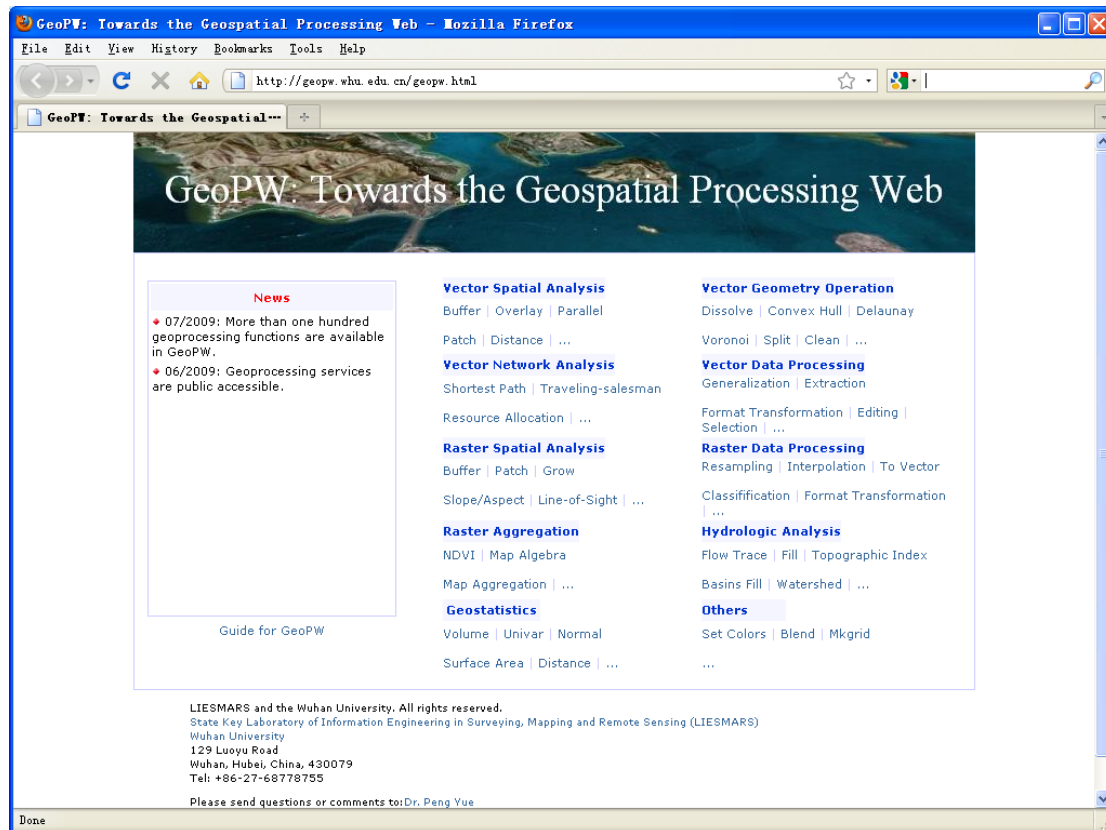 GeoPW: Towards the Geospatial Processing Web - Mozilla Firefox
File Edit View History Bookmarks Tools Help
http://geopw.whu.edu.cn/geopw.html
GeoPW: Towards the Geospatial...
GeoPW: Towards the Geospatial Processing Web
News
07/2009: More than one hundred
geoprocessing functions are available
in GeoPW.
06/2009: Geoprocessing services
are public accessible.
Guide for GeoPW
Vector Spatial Analysis
Buffer | Overlay | Parallel
Patch | Distance | ...
Vector Network Analysis
Shortest Path | Traveling-salesman
Resource Allocation | ...
Raster Spatial Analysis
Buffer | Patch | Grow
Slope/Aspect | Line-of-Sight | ...
Raster Aggregation
NDVI | Map Algebra
Map Aggregation | ...
Geostatistics
Volume | Univar | Normal
Surface Area | Distance | ...
Vector Geometry Operation
Dissolve | Convex Hull | Delaunay
Voronoi | Split | Clean | ...
Vector Data Processing
Generalization | Extraction
Format Transformation | Editing |
Selection | ...
Raster Data Processing
Resampling | Interpolation | To Vector
Classifification | Format Transformation
| ...
Hydrologic Analysis
Flow Trace | Fill | Topographic Index
Basins Fill | Watershed | ...
Others
Set Colors | Blend | Mkgrid
...
LIESMARS and the Wuhan University. All rights reserved.
State Key Laboratory of Information Engineering in Surveying, Mapping and Remote Sensing (LIESMARS)
Wuhan University
129 Luoyu Road
Wuhan, Hubei, China, 430079
Tel: +86-27-68778755
Please send questions or comments to:Dr. Peng Yue
Done